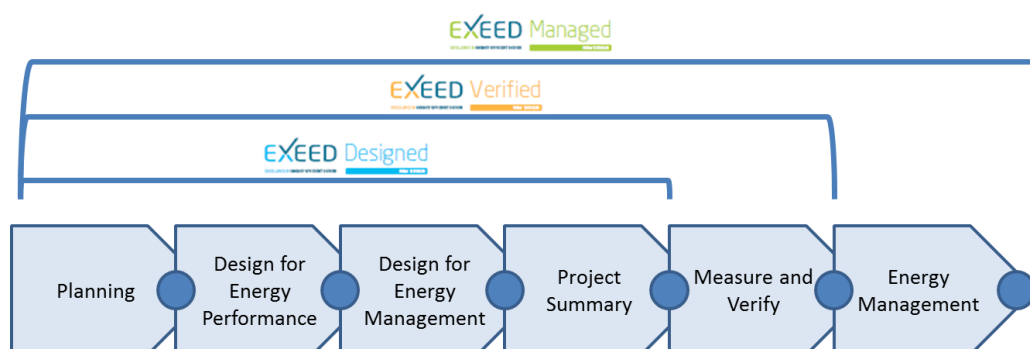 EXEED Managed
EXEED Verified
EXEED Designed
Planning
Design for
Energy
Performance
Design for
Energy
Management
Project
Summary
Measure and
Verify
Energy
Management